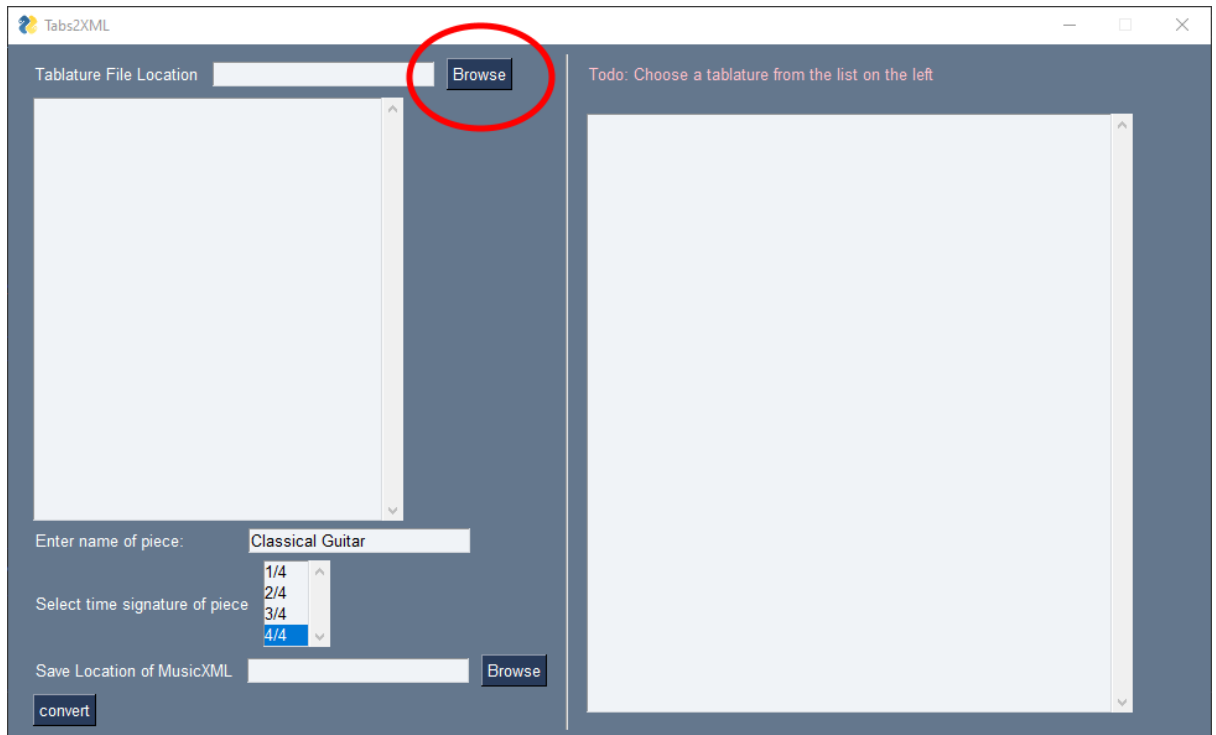 Tabs2XML
Tablature File Location Browse
Todo: Choose a tablature from the list on the left
Enter name of piece: Classical Guitar
1/4
2/4
Select time signature of piece
3/4
4/4
Save Location of MusicXML Browse
convert